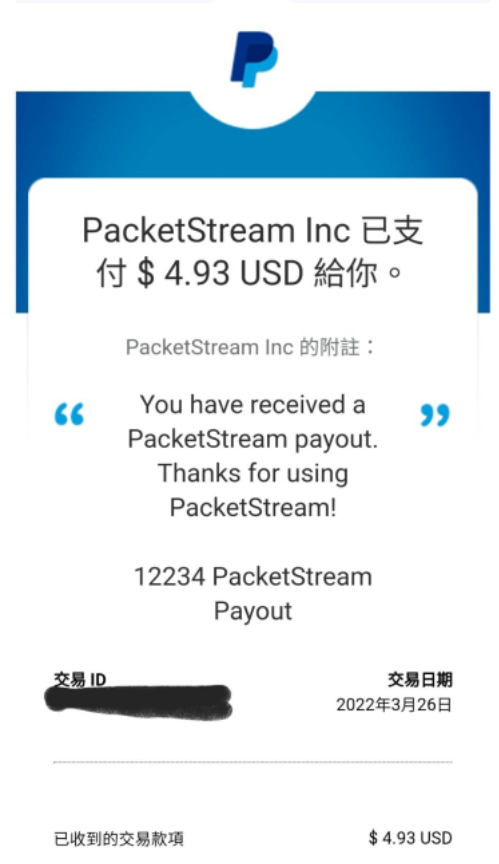 PacketStream Inc 已支
付 $ 4.93 USD 給你。
PacketStream Inc 的附註：
“ You have received a ”
PacketStream payout.
Thanks for using
PacketStream!
12234 PacketStream
Payout
交易 ID 交易日期
2022年3月26日
已收到的交易款項 $ 4.93 USD